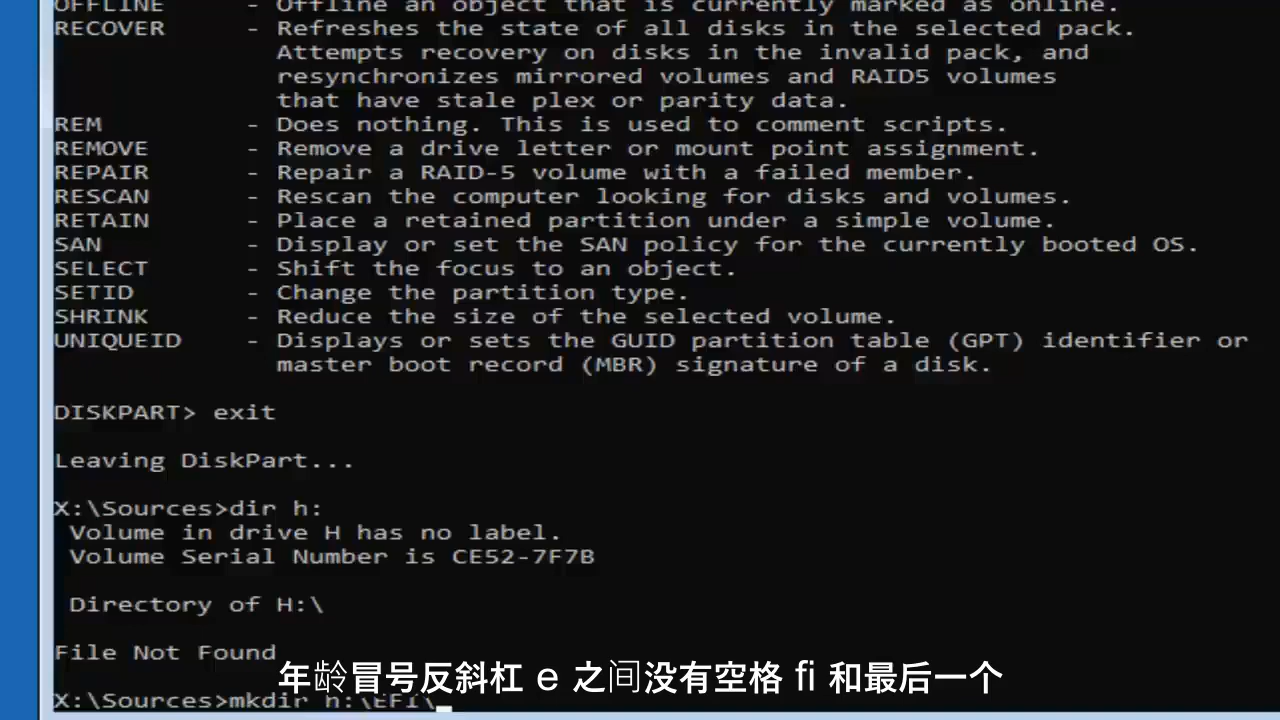 OFFLINE - Offline an object that is currently marked as online.
RECOVER - Refreshes the state of all disks in the selected pack.
Attempts recovery on disks in the invalid pack, and
resynchronizes mirrored volumes and RAID5 volumes
that have stale plex or parity data.
REM - Does nothing. This is used to comment scripts.
REMOVE - Remove a drive letter or mount point assignment.
REPAIR - Repair a RAID-5 volume with a failed member.
RESCAN - Rescan the computer looking for disks and volumes.
RETAIN - Place a retained partition under a simple volume.
SAN - Display or set the SAN policy for the currently booted OS.
SELECT - Shift the focus to an object.
SETID - Change the partition type.
SHRINK - Reduce the size of the selected volume.
UNIQUEID - Displays or sets the GUID partition table (GPT) identifier or
master boot record (MBR) signature of a disk.
DISKPART> exit
Leaving DiskPart...
X:\Sources>dir h:
Volume in drive H has no label.
Volume Serial Number is CE52-7F7B
Directory of H:\
File Not Found
年龄冒号反斜杠 e 之间没有空格 fi 和最后一个
X:\Sources>mkdir h:\EFI\